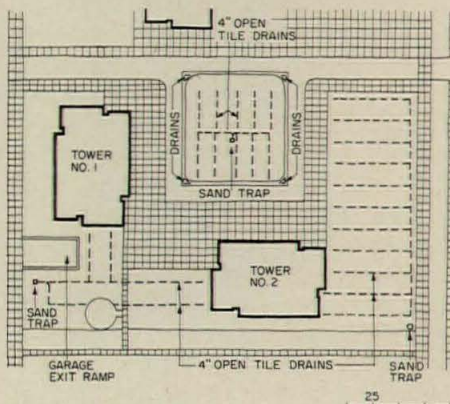 4" OPEN
TILE DRAINS
DRAINS
DRAINS
TOWER
NO. 1
SAND TRAP
TOWER
NO. 2
SAND
TRAP
GARAGE
EXIT RAMP
4" OPEN TILE DRAINS
SAND
TRAP
25